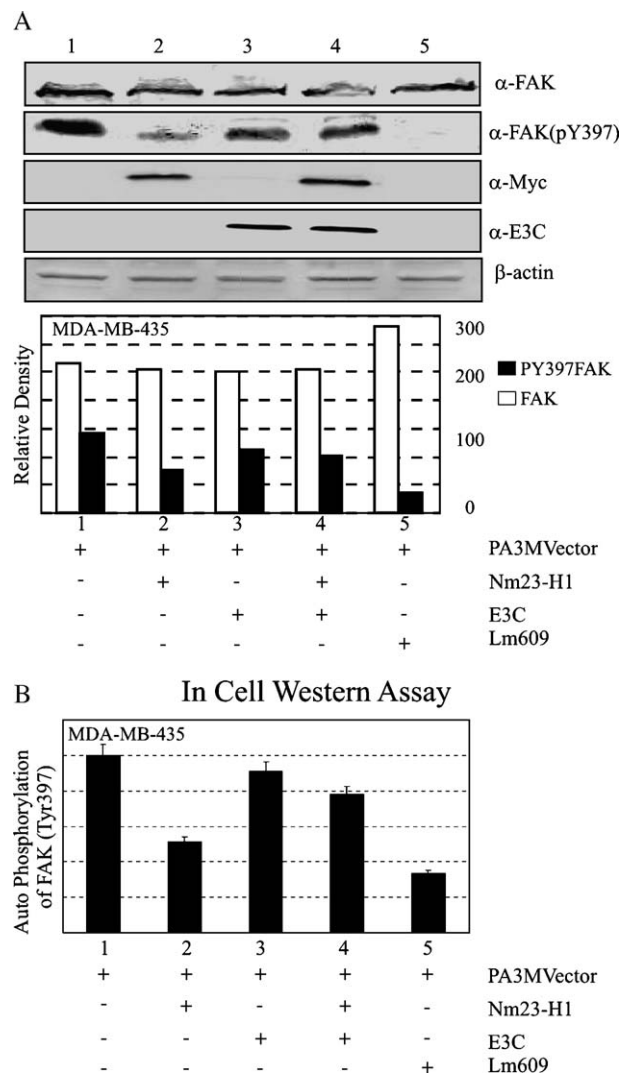 A
1 2 3 4 5
α-FAK
α-FAK(pY397)
α-Myc
α-E3C
β-actin
MDA-MB-435
Relative Density
300
200
100
0
PY397FAK
FAK
1 2 3 4 5
+ + + + + PA3MVector
- + - + - Nm23-H1
- - + + - E3C
- - - - + Lm609
B In Cell Western Assay
MDA-MB-435
Auto Phosphorylation
of FAK (Tyr397)
1 2 3 4 5
+ + + + + PA3MVector
- + - + - Nm23-H1
- - + + - E3C
- - - - + Lm609